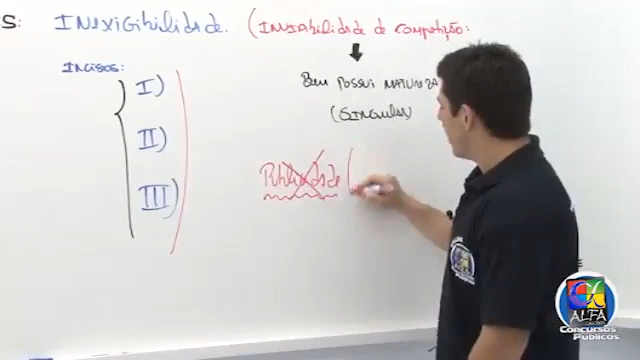 S: INEXIGIBILIDADE. (INVIABILIDADE DE COMPETIÇÃO:
INCISOS:
I)
BEM POSSUI NATUREZA
(SINGULAR)
II)
Publicidade (
III)
ALFA
CONCURSOS
PÚBLICOS